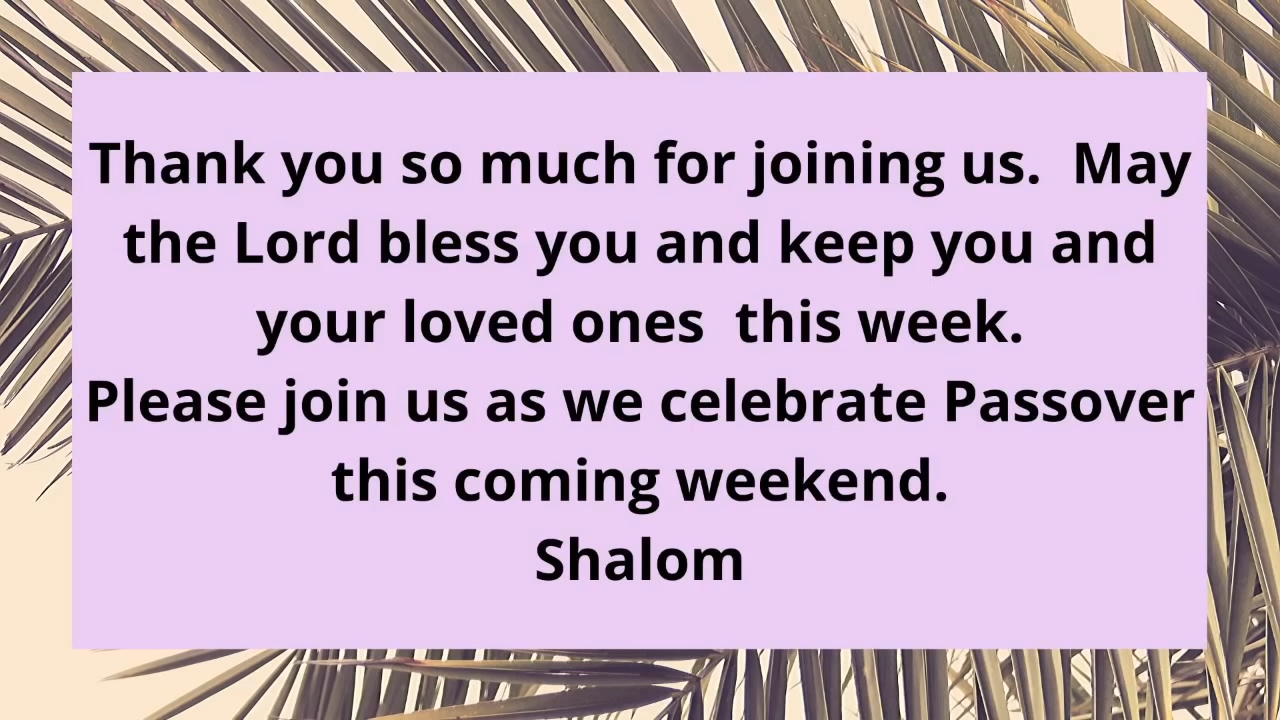 Thank you so much for joining us.  May
the Lord bless you and keep you and
your loved ones  this week.
Please join us as we celebrate Passover
this coming weekend.
Shalom